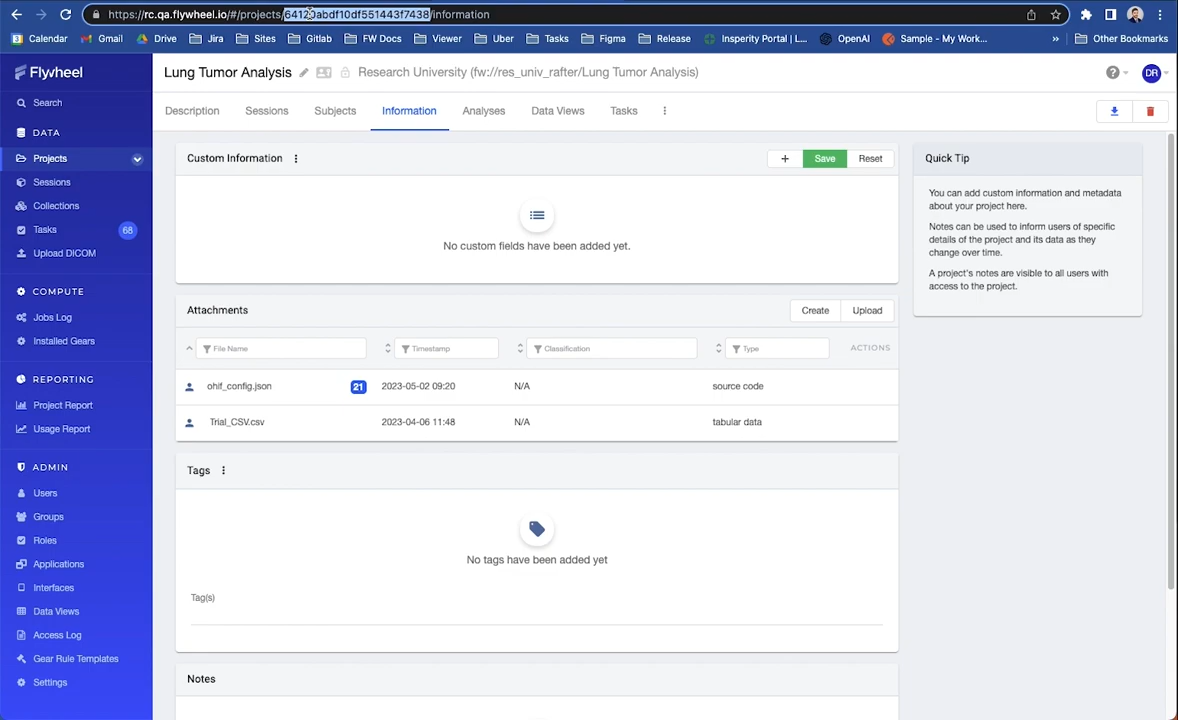 https://rc.qa.flywheel.io/#/projects/64120abdf10df551443f7438/information
Calendar Gmail Drive Jira Sites Gitlab FW Docs Viewer Uber Tasks Figma Release Insperity Portal | L... OpenAI Sample - My Work... » Other Bookmarks
Flywheel
Lung Tumor Analysis Research University (fw://res_univ_rafter/Lung Tumor Analysis) DR
Search
Description Sessions Subjects Information Analyses Data Views Tasks
DATA
Projects
Sessions
Collections
Tasks 68
Upload DICOM
COMPUTE
Jobs Log
Installed Gears
REPORTING
Project Report
Usage Report
ADMIN
Users
Groups
Roles
Applications
Interfaces
Data Views
Access Log
Gear Rule Templates
Settings
Custom Information + Save Reset
No custom fields have been added yet.
Attachments Create Upload
File Name Timestamp Classification Type ACTIONS
ohif_config.json 21 2023-05-02 09:20 N/A source code
Trial_CSV.csv 2023-04-06 11:48 N/A tabular data
Tags
No tags have been added yet
Tag(s)
Notes
Quick Tip
You can add custom information and metadata
about your project here.
Notes can be used to inform users of specific
details of the project and its data as they
change over time.
A project's notes are visible to all users with
access to the project.